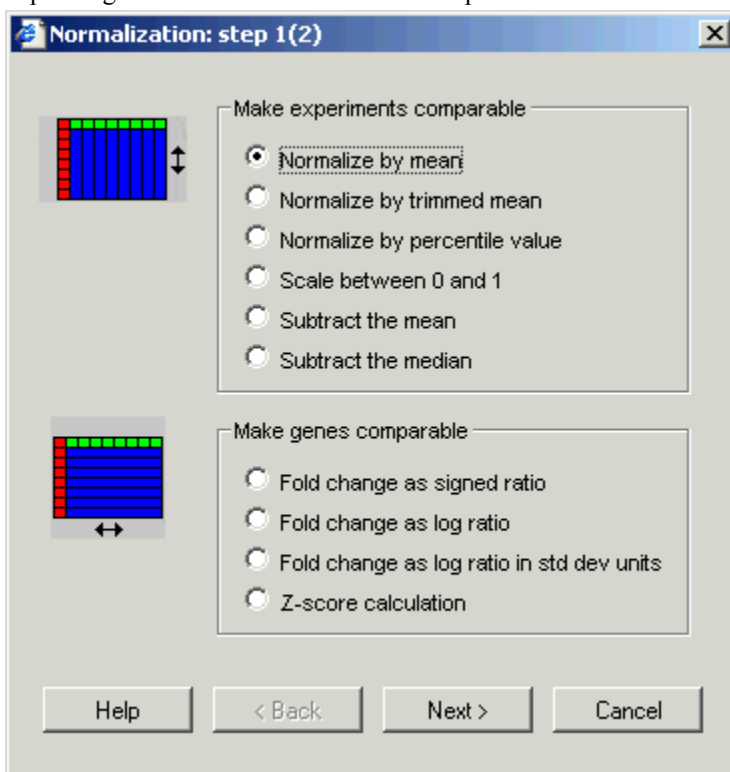 Normalization: step 1(2)
Make experiments comparable
Normalize by mean
Normalize by trimmed mean
Normalize by percentile value
Scale between 0 and 1
Subtract the mean
Subtract the median
Make genes comparable
Fold change as signed ratio
Fold change as log ratio
Fold change as log ratio in std dev units
Z-score calculation
Help < Back Next > Cancel